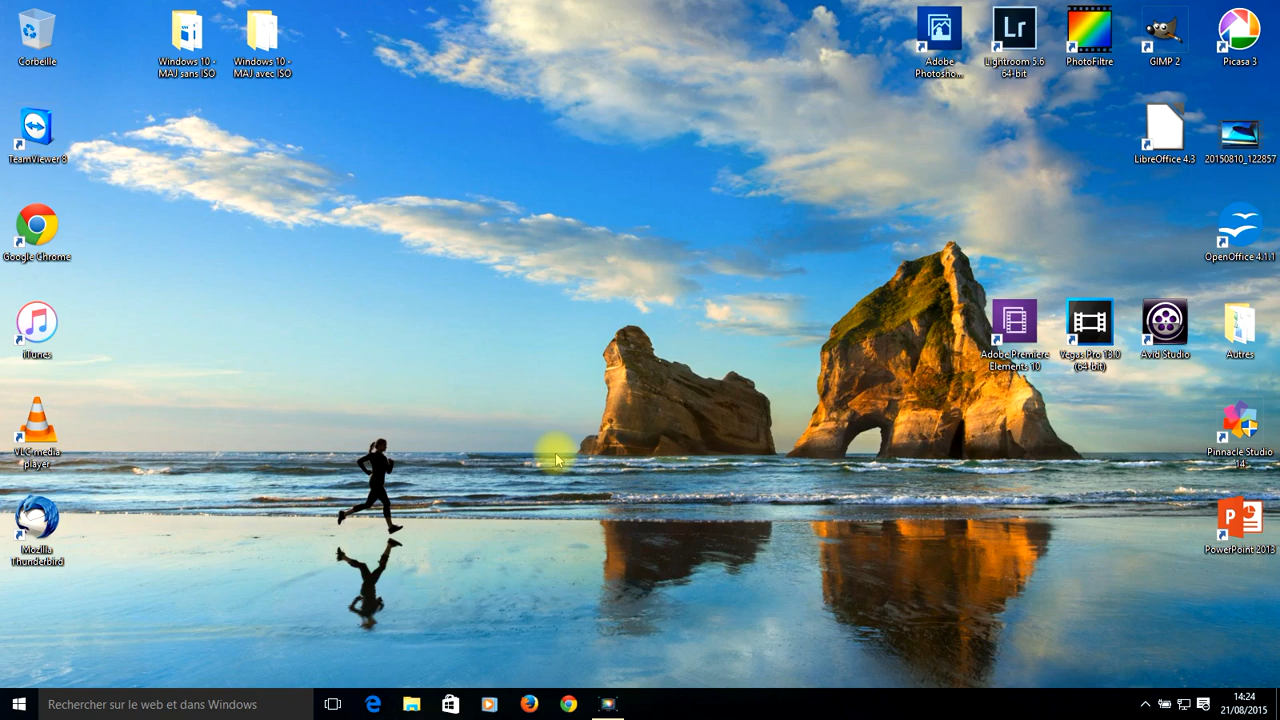 Corbeille
Windows 10 -
MAJ sans ISO
Windows 10 -
MAJ avec ISO
Adobe
Photosho...
Lr
Lightroom 5.6
64-bit
PhotoFiltre
GIMP 2
Picasa 3
TeamViewer 8
LibreOffice 4.3
20150810_122857
Google Chrome
OpenOffice 4.1.1
iTunes
Adobe Premiere
Elements 10
Vegas Pro 13.0
(64-bit)
Avid Studio
Autres
VLC media
player
Pinnacle Studio
14
Mozilla
Thunderbird
P
PowerPoint 2013
Rechercher sur le web et dans Windows
14:24
21/08/2015